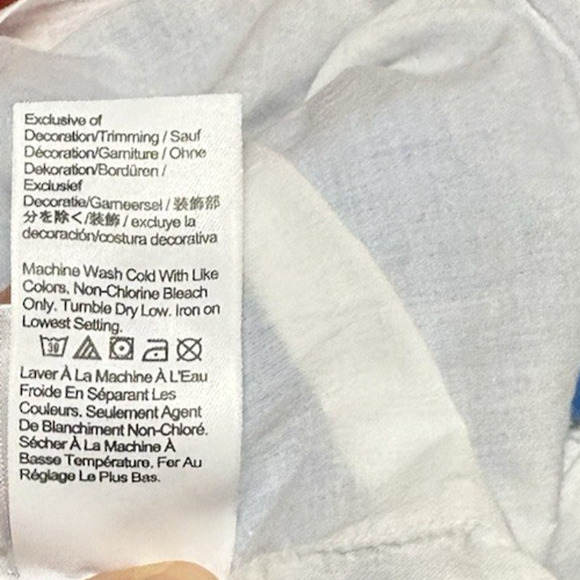 Exclusive of
Decoration/Trimming / Sauf
Décoration/Garniture / Ohne
Dekoration/Bordüren /
Exclusief
Decoratie/Garneersel / 装飾部
分を除く/装飾 / excluye la
decoración/costura decorativa
Machine Wash Cold With Like
Colors. Non-Chlorine Bleach
Only. Tumble Dry Low. Iron on
Lowest Setting.
30
Laver À La Machine À L'Eau
Froide En Séparant Les
Couleurs. Seulement Agent
De Blanchiment Non-Chloré.
Sécher À La Machine À
Basse Température. Fer Au
Réglage Le Plus Bas.